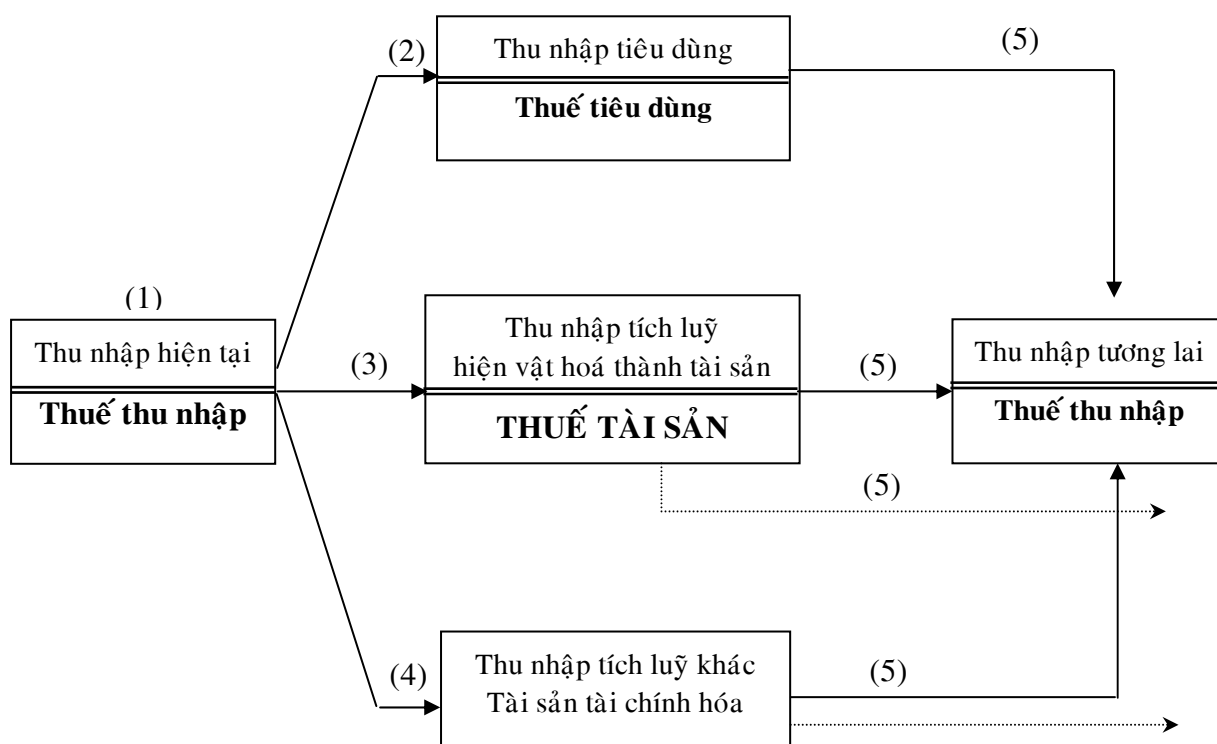 (2)
Thu nhập tiêu dùng
Thuế tiêu dùng
(5)
(1)
Thu nhập hiện tại
Thuế thu nhập
(3)
Thu nhập tích luỹ
hiện vật hoá thành tài sản
THUẾ TÀI SẢN
(5)
Thu nhập tương lai
Thuế thu nhập
(5)
(4)
Thu nhập tích luỹ khác
Tài sản tài chính hóa
(5)